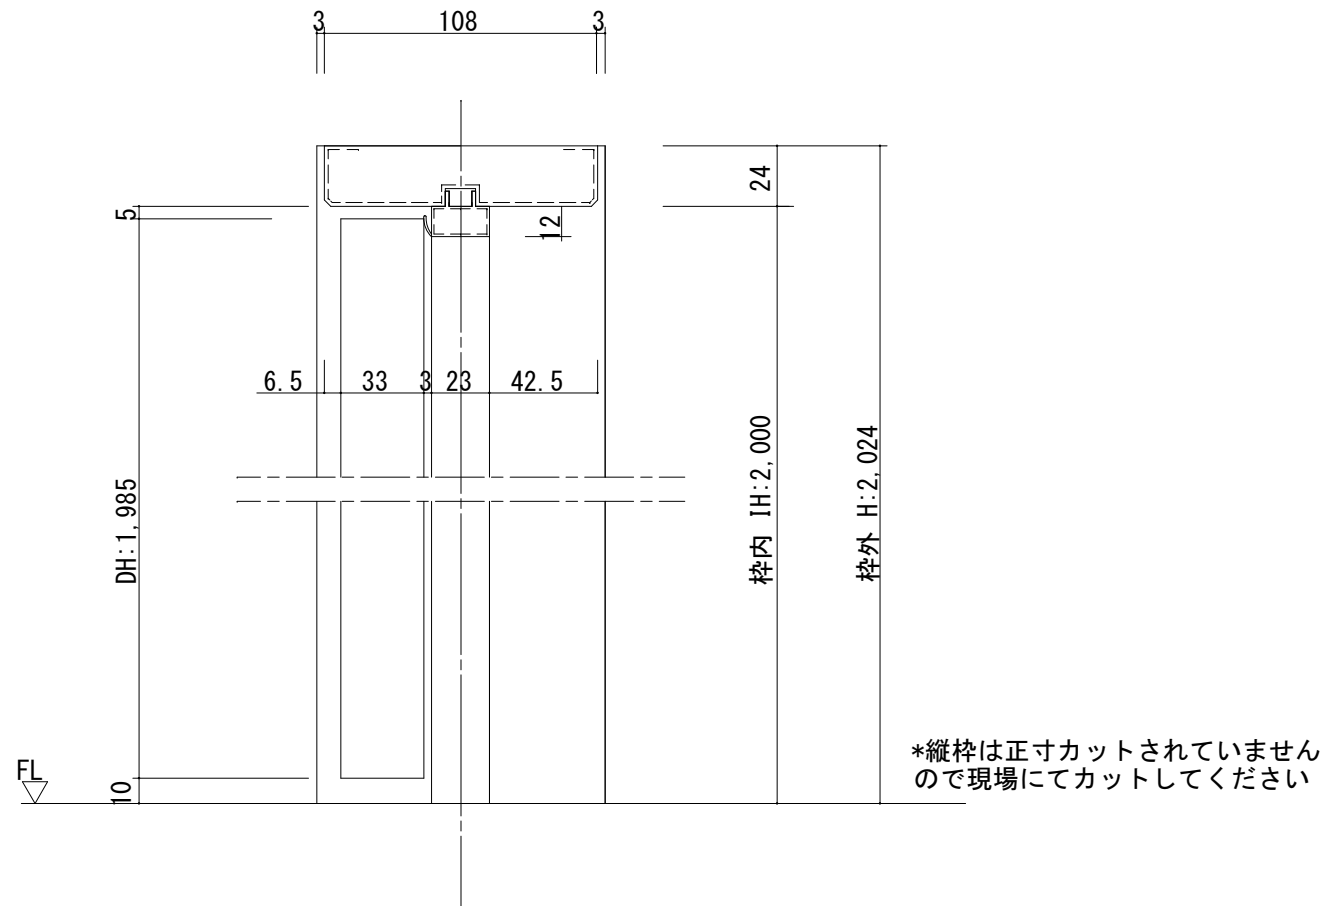 3 108 3
24
5
12
6.5 33 3 23 42.5
枠内 IH:2,000
枠外 H:2,024
DH:1,985
*縦枠は正寸カットされていません
ので現場にてカットしてください
FL
10